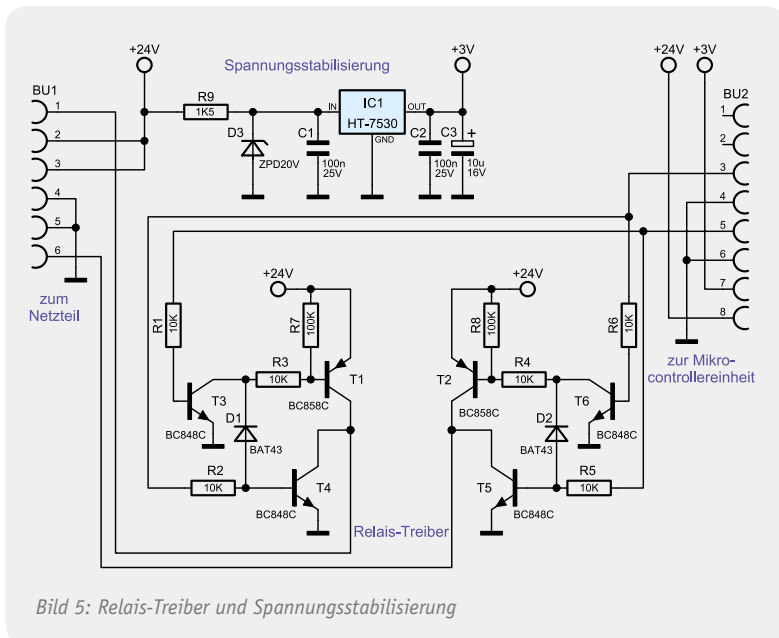 +24V
Spannungsstabilisierung
+3V
+24V
+3V
BU1
BU2
R9
1K5
IN
IC1
HT-7530
OUT
GND
D3
ZPD20V
C1
100n
25V
C2
100n
25V
C3
+
10u
16V
1
2
3
4
5
6
1
2
3
4
5
6
7
8
zum
Netzteil
zur Mikro-
controllereinheit
+24V
+24V
R1
10K
R7
100K
R8
100K
R6
10K
R3
10K
T1
BC858C
T2
BC858C
R4
10K
T3
BC848C
D1
BAT43
D2
BAT43
T6
BC848C
R2
10K
T4
BC848C
T5
BC848C
R5
10K
Relais-Treiber
Bild 5: Relais-Treiber und Spannungsstabilisierung